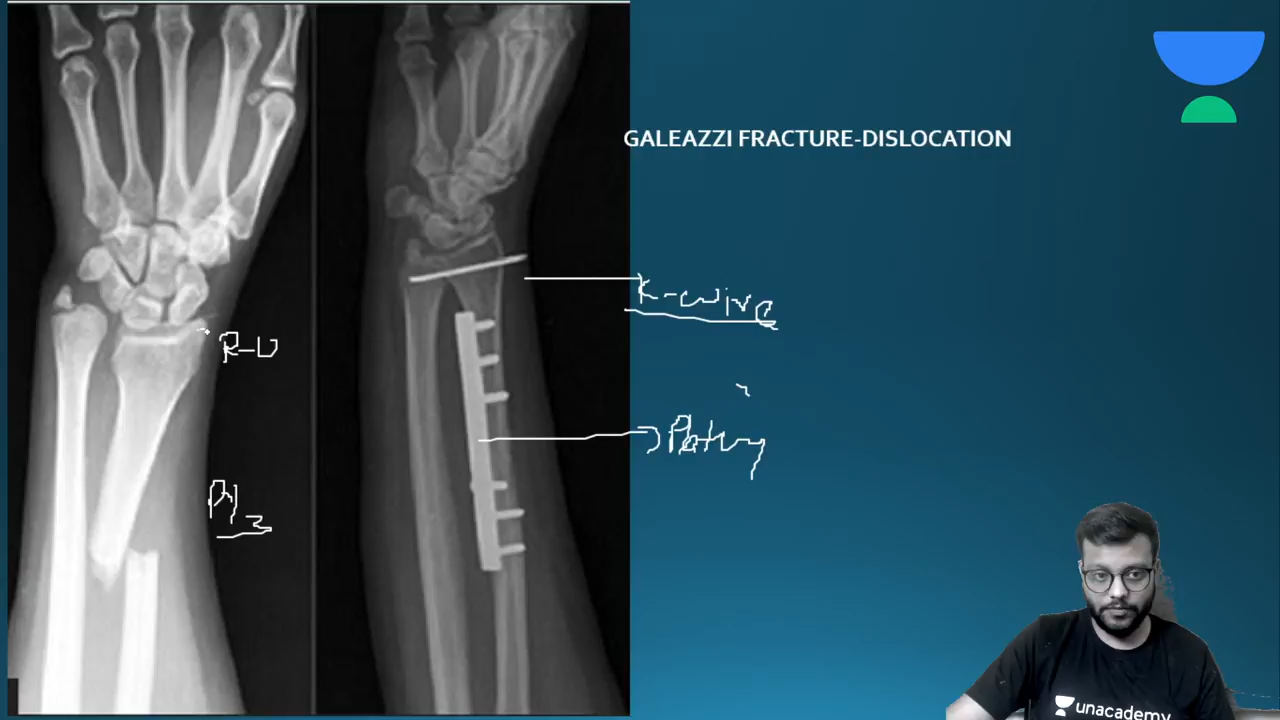 GALEAZZI FRACTURE-DISLOCATION
K-wire
R-U
Plating
unacademy